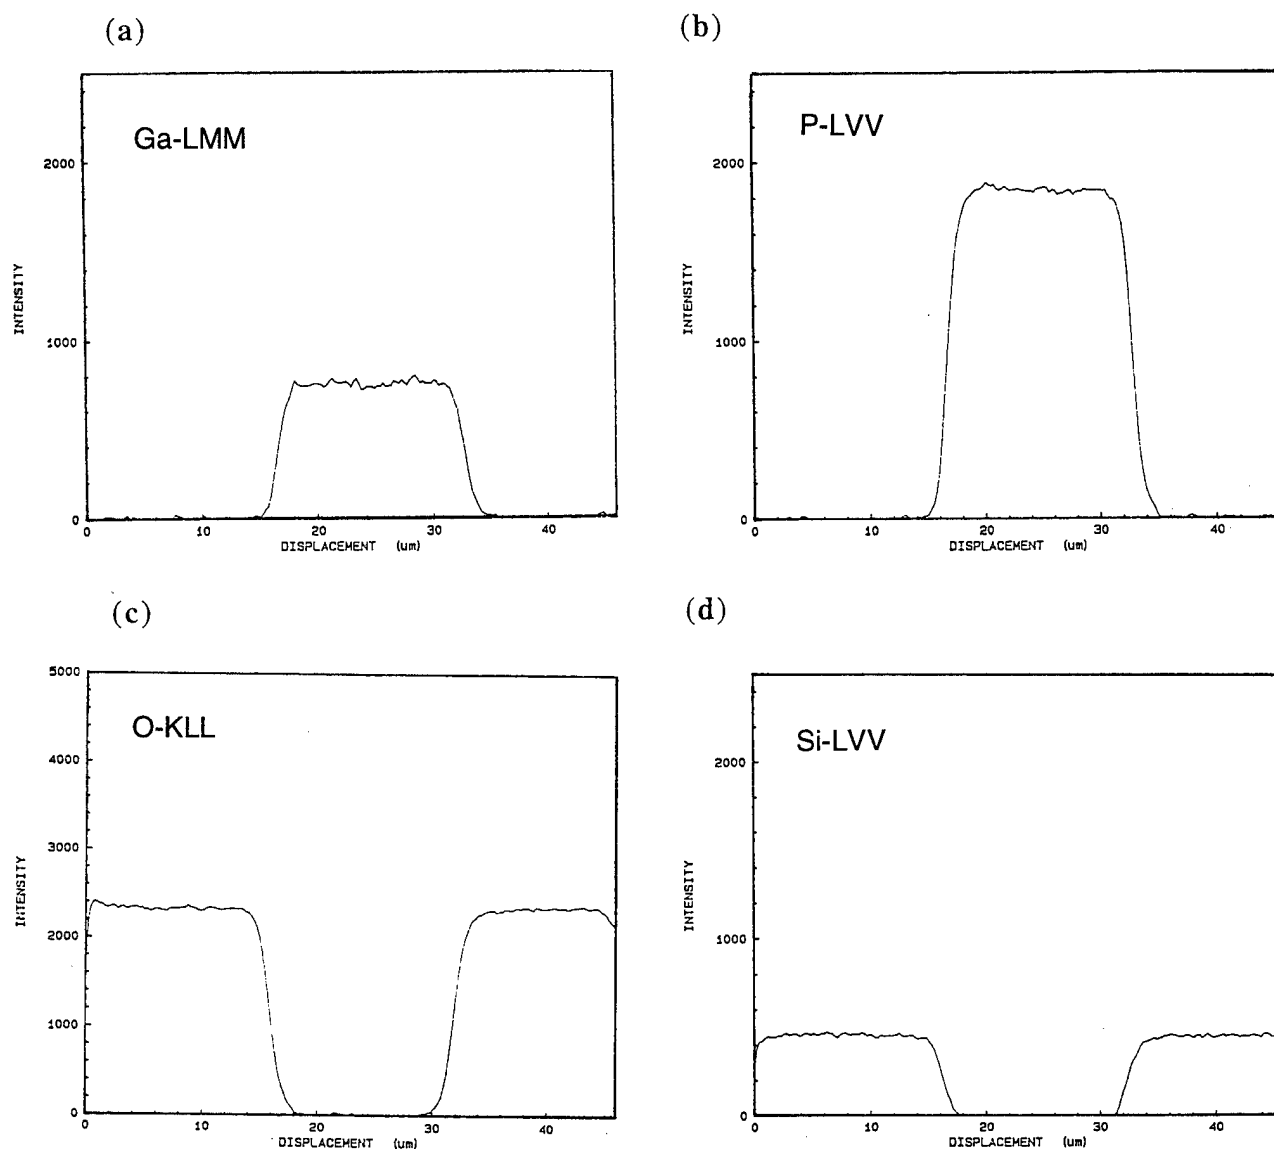 (a)
Ga-LMM
2000
1000
0
INTENSITY
0 10 20 30 40
DISPLACEMENT (um)
(b)
P-LVV
2000
1000
0
INTENSITY
0 10 20 30 40
DISPLACEMENT (um)
(c)
O-KLL
5000
4000
3000
2000
1000
0
INTENSITY
0 10 20 30 40
DISPLACEMENT (um)
(d)
Si-LVV
2000
1000
0
INTENSITY
0 10 20 30 40
DISPLACEMENT (um)